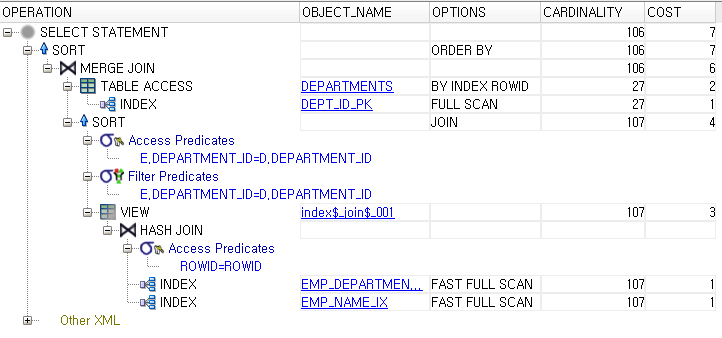 OPERATION OBJECT_NAME OPTIONS CARDINALITY COST
SELECT STATEMENT 106 7
SORT ORDER BY 106 7
MERGE JOIN 106 6
TABLE ACCESS DEPARTMENTS BY INDEX ROWID 27 2
INDEX DEPT_ID_PK FULL SCAN 27 1
SORT JOIN 107 4
Access Predicates
E.DEPARTMENT_ID=D.DEPARTMENT_ID
Filter Predicates
E.DEPARTMENT_ID=D.DEPARTMENT_ID
VIEW index$_join$_001 107 3
HASH JOIN
Access Predicates
ROWID=ROWID
INDEX EMP_DEPARTMEN... FAST FULL SCAN 107 1
INDEX EMP_NAME_IX FAST FULL SCAN 107 1
Other XML